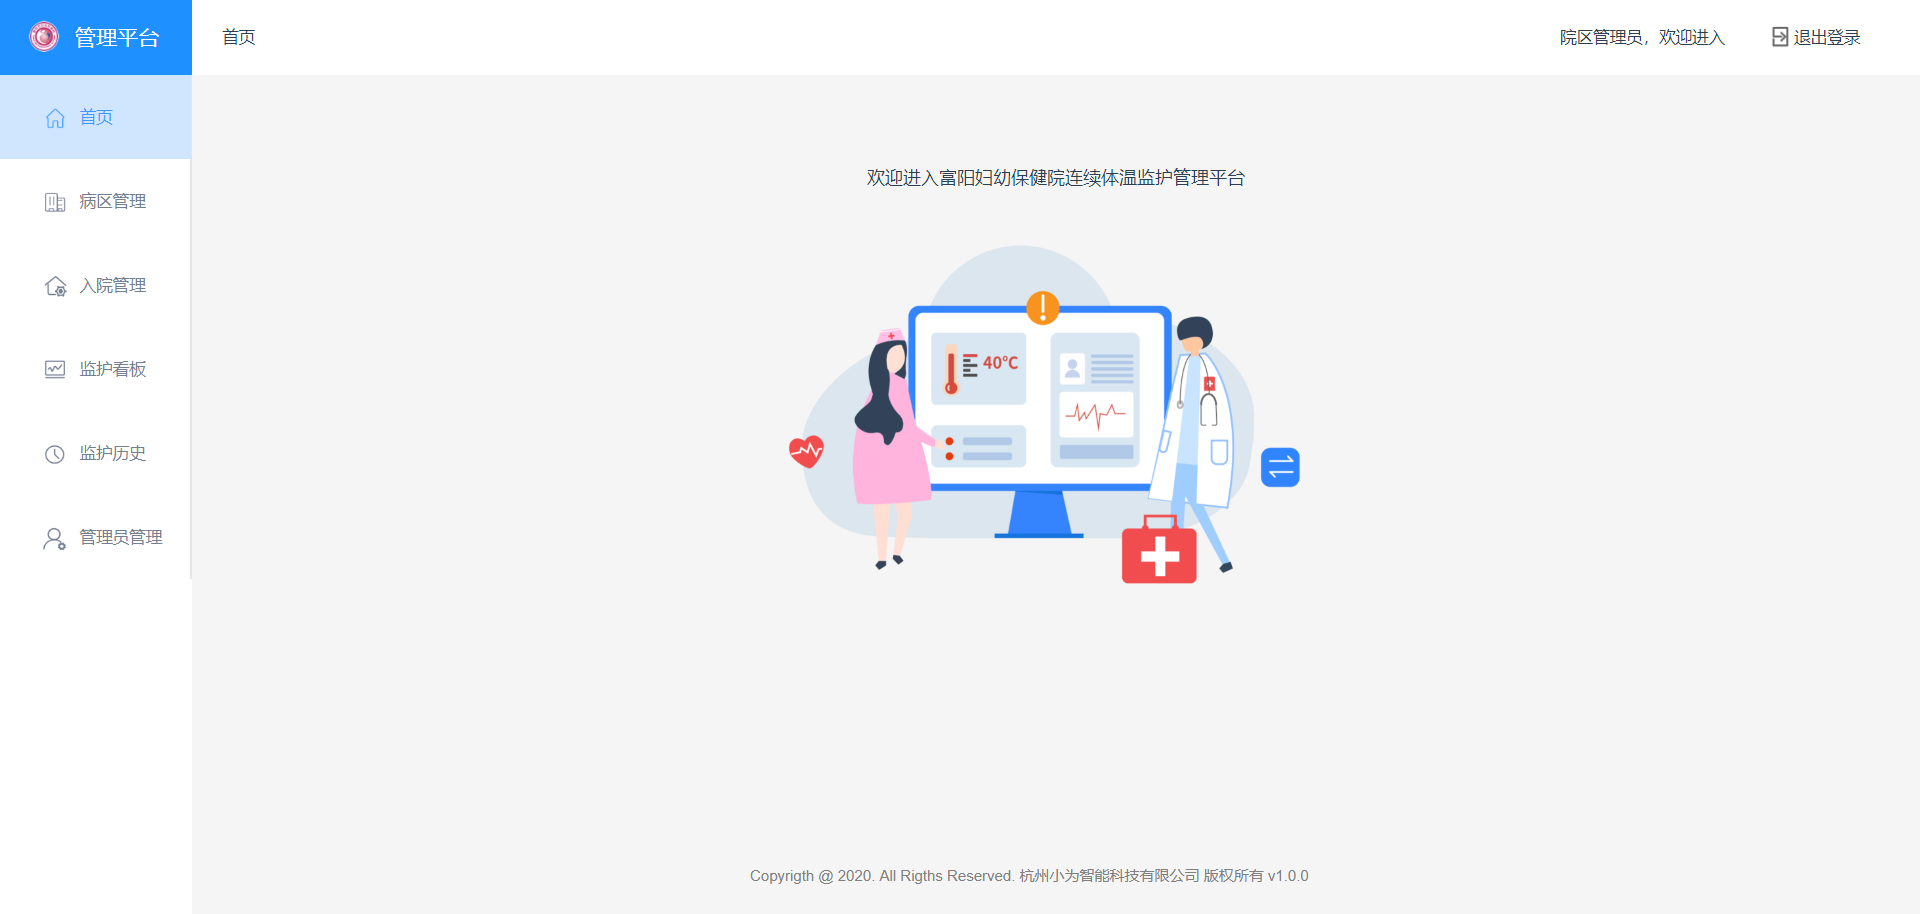 管理平台
首页
院区管理员，欢迎进入
退出登录
首页
病区管理
入院管理
监护看板
监护历史
管理员管理
欢迎进入富阳妇幼保健院连续体温监护管理平台
40°C
Copyrigth @ 2020. All Rigths Reserved. 杭州小为智能科技有限公司 版权所有 v1.0.0